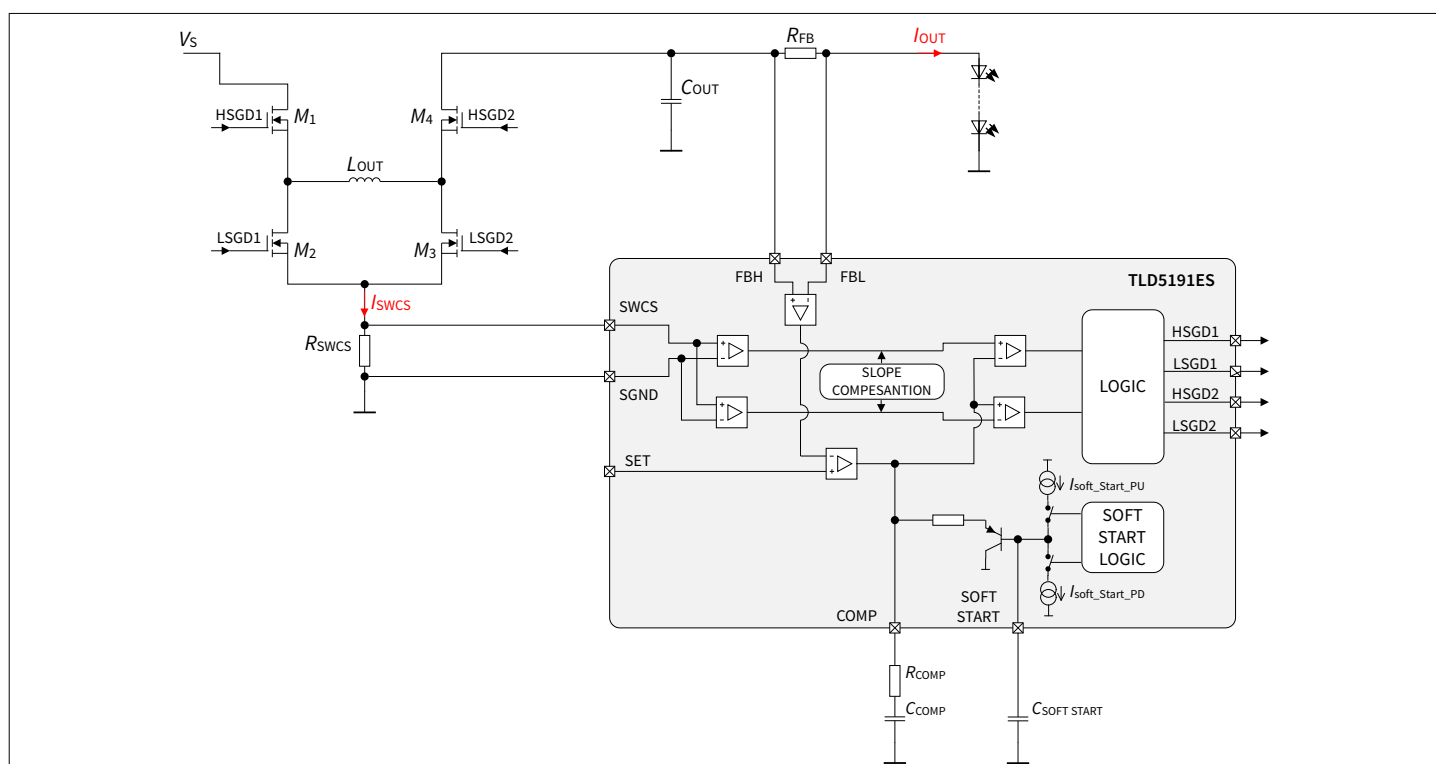 VS
RFB
IOUT
COUT
HSGD1
M1
M4
HSGD2
LOUT
LSGD1
M2
M3
LSGD2
FBH
FBL
TLD5191ES
ISWCS
SWCS
RSWCS
SGND
SLOPE
COMPESANTION
LOGIC
HSGD1
LSGD1
HSGD2
LSGD2
SET
Isoft_Start_PU
SOFT
START
LOGIC
Isoft_Start_PD
COMP
SOFT
START
RCOMP
CCOMP
CSOFT START